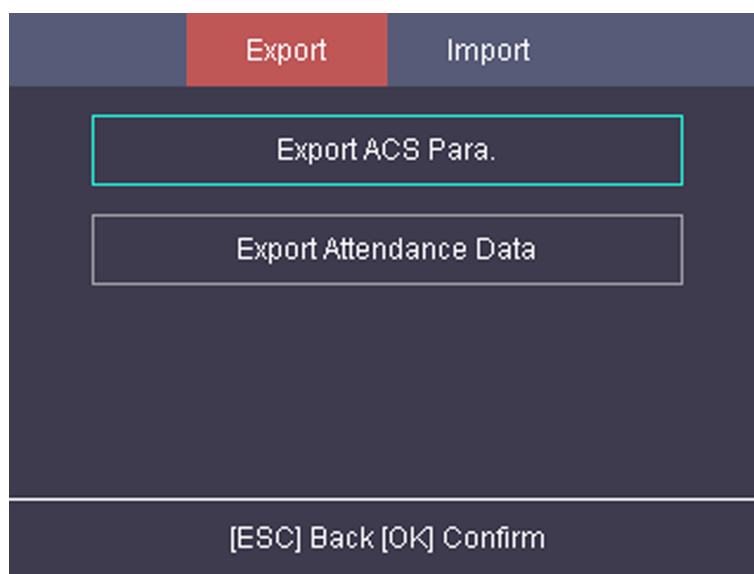 Export Import
Export ACS Para.
Export Attendance Data
[ESC] Back [OK] Confirm